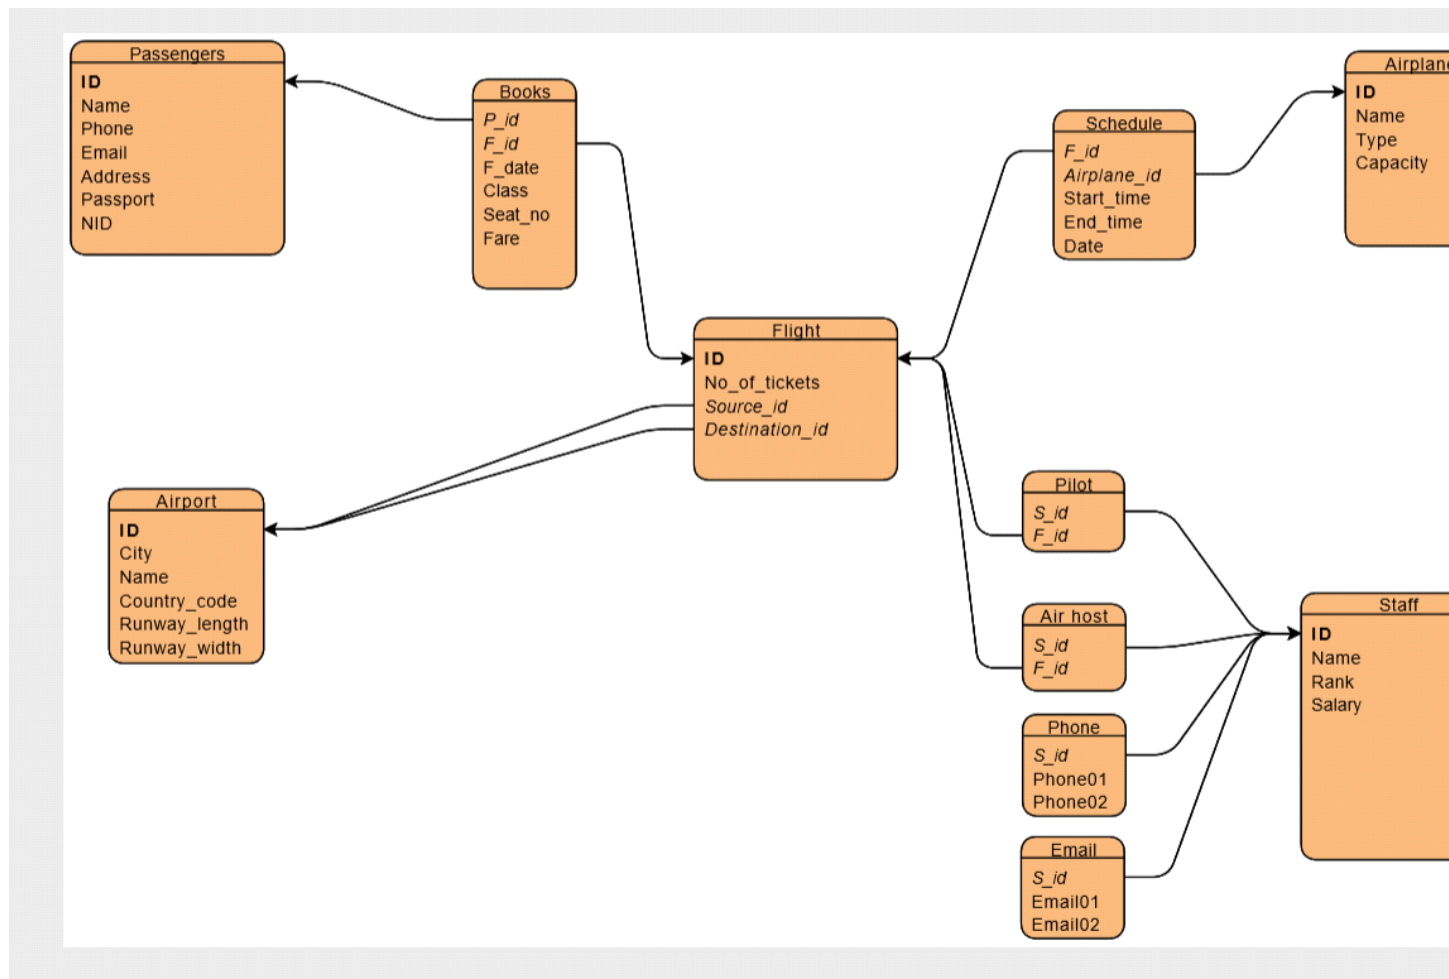 Passengers
ID
Name
Phone
Email
Address
Passport
NID
Books
P_id
F_id
F_date
Class
Seat_no
Fare
Schedule
F_id
Airplane_id
Start_time
End_time
Date
ID
Name
Type
Capacity
Flight
ID
No_of_tickets
Source_id
Destination_id
Airport
ID
City
Name
Country_code
Runway_length
Runway_width
Pilot
S_id
F_id
Air host
S_id
F_id
Phone
S_id
Phone01
Phone02
Email
S_id
Email01
Email02
Staff
ID
Name
Rank
Salary